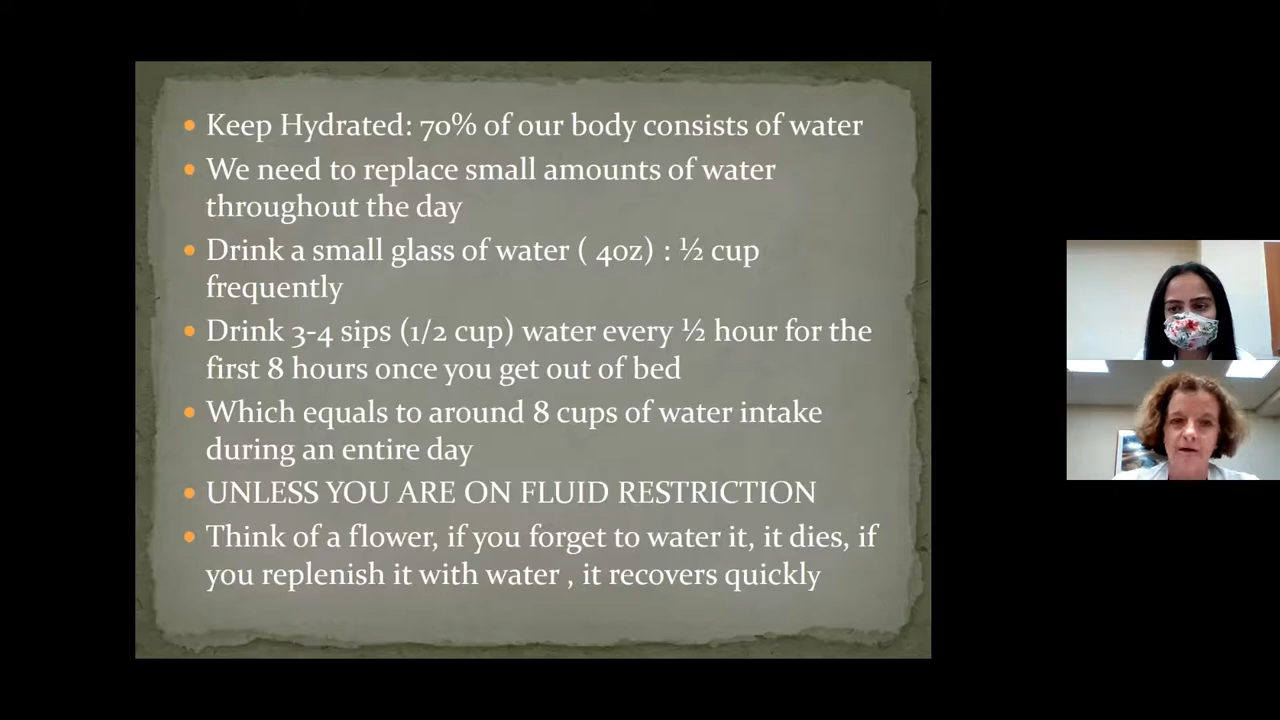 Keep Hydrated: 70% of our body consists of water
We need to replace small amounts of water
throughout the day
Drink a small glass of water ( 4oz) : ½ cup
frequently
Drink 3-4 sips (1/2 cup) water every ½ hour for the
first 8 hours once you get out of bed
Which equals to around 8 cups of water intake
during an entire day
UNLESS YOU ARE ON FLUID RESTRICTION
Think of a flower, if you forget to water it, it dies, if
you replenish it with water , it recovers quickly